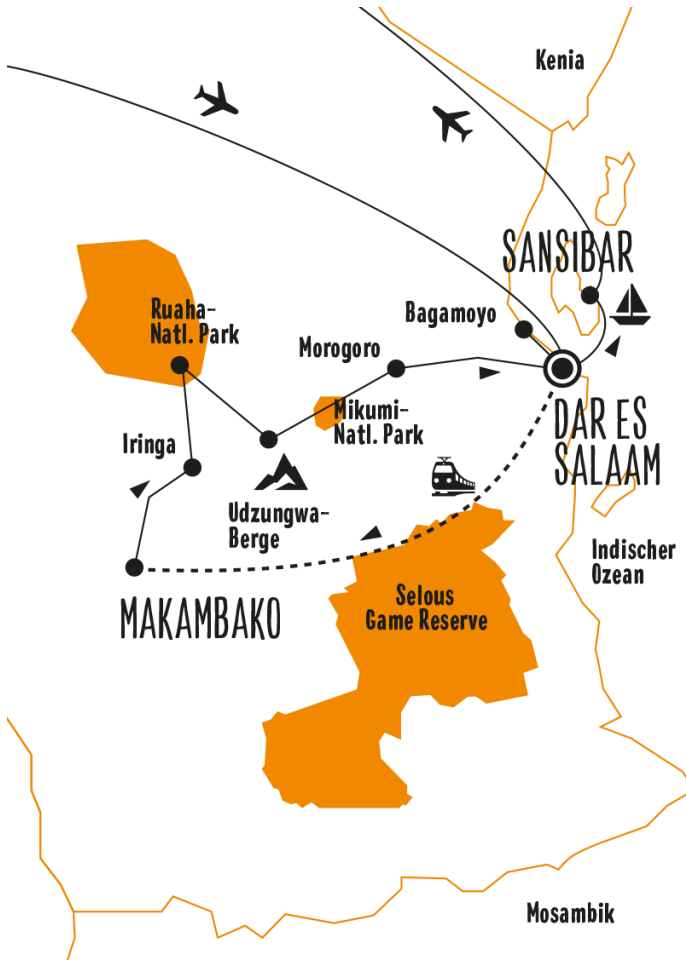 Kenia
SANSIBAR
Ruaha-
Natl. Park
Bagamoyo
Morogoro
Mikumi-
Natl. Park
DAR ES
SALAAM
Iringa
Udzungwa-
Berge
Indischer
Ozean
Selous
Game Reserve
MAKAMBAKO
Mosambik